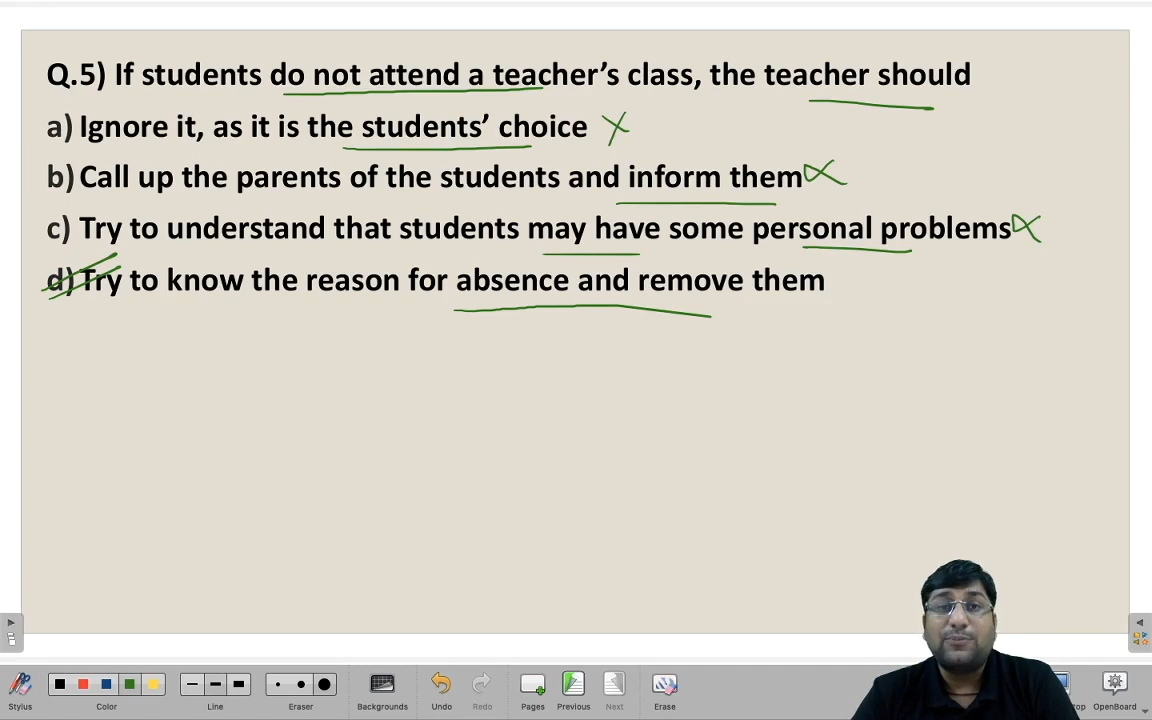 Q.5) If students do not attend a teacher’s class, the teacher should
a) Ignore it, as it is the students’ choice
b) Call up the parents of the students and inform them
c) Try to understand that students may have some personal problems
d) Try to know the reason for absence and remove them
Stylus Color Line Eraser Backgrounds Undo Redo Pages Previous Next Erase top OpenBoard